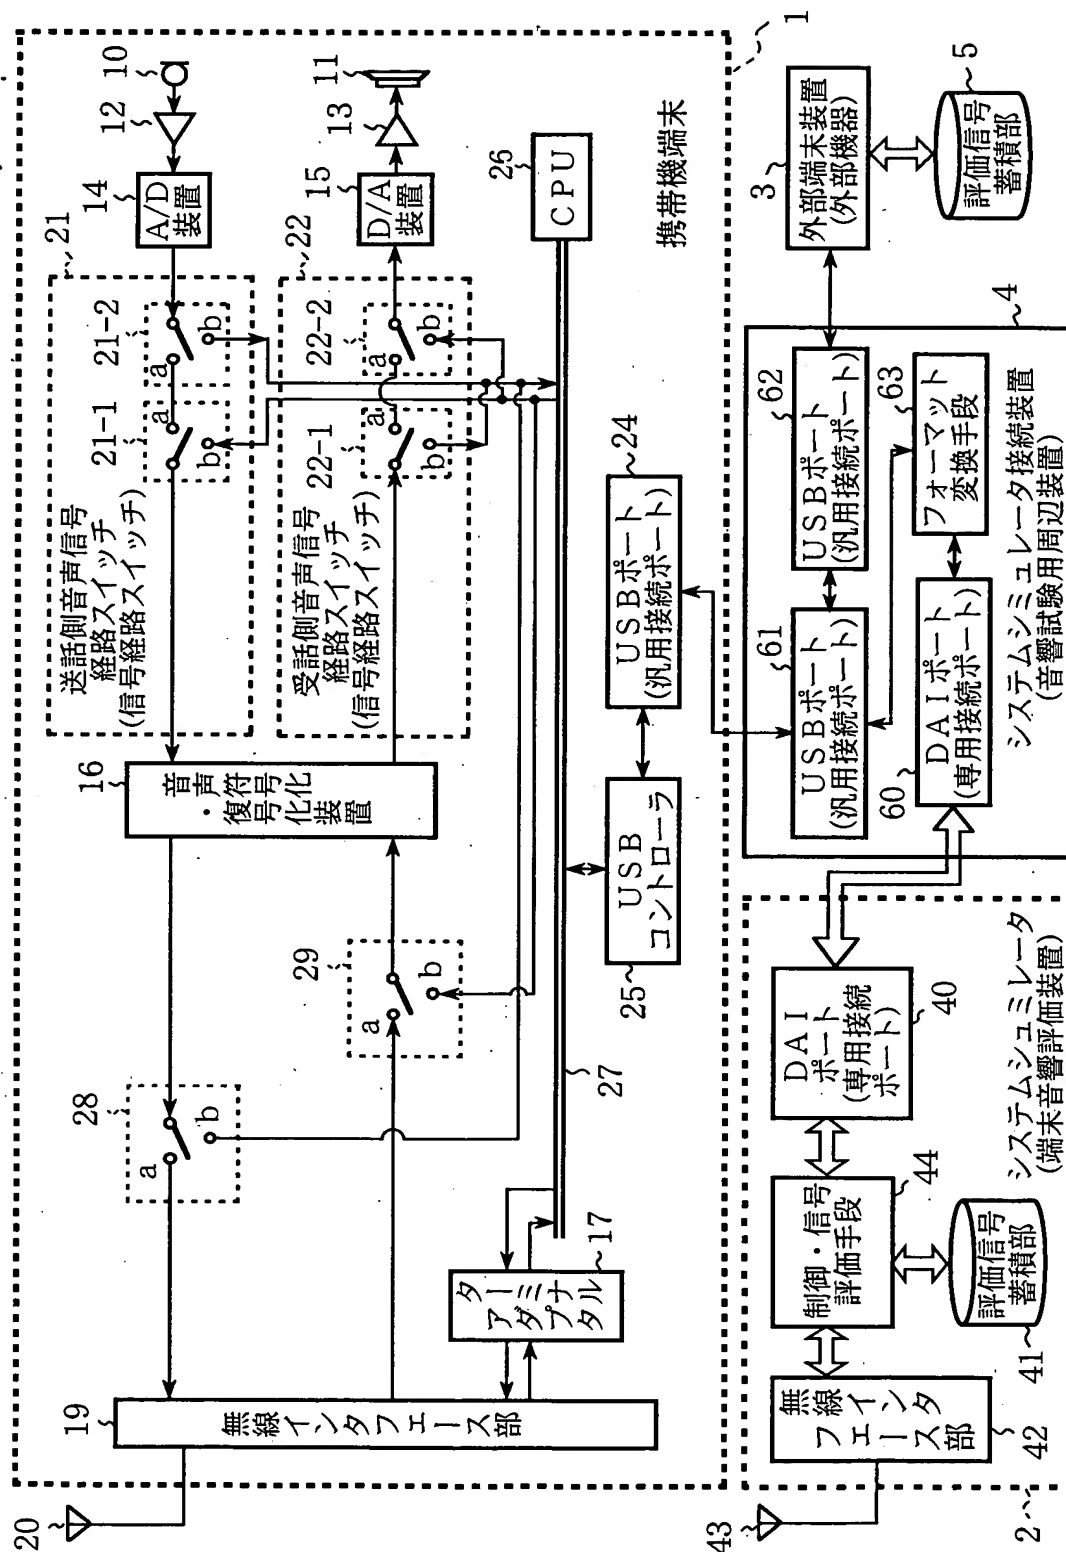 20
19
無線インタフェース部
28
a
b
29
a
b
16
音声
符号化
・復号化
装置
送話側音声信号
経路スイッチ
(信号経路スイッチ)
21
21-1
a
b
21-2
a
b
14
A/D
装置
12
10
受話側音声信号
経路スイッチ
(信号経路スイッチ)
22
22-1
a
b
22-2
a
b
15
D/A
装置
13
11
17
ターミナル
アダプタ
27
26
CPU
25
USB
コントローラ
24
USBポート
(汎用接続ポート)
携帯機端末
1
43
42
無線インタ
フェース部
44
制御・信号
評価手段
41
評価信号
蓄積部
40
DAI
ポート
(専用接続
ポート)
システムシュミレータ
(端末音響評価装置)
2
61
USBポート
(汎用接続ポート)
62
USBポート
(汎用接続ポート)
60
DAIポート
(専用接続ポート)
63
フォーマット
変換手段
システムシミュレータ接続装置
(音響試験用周辺装置)
4
3
外部端末装置
(外部機器)
5
評価信号
蓄積部